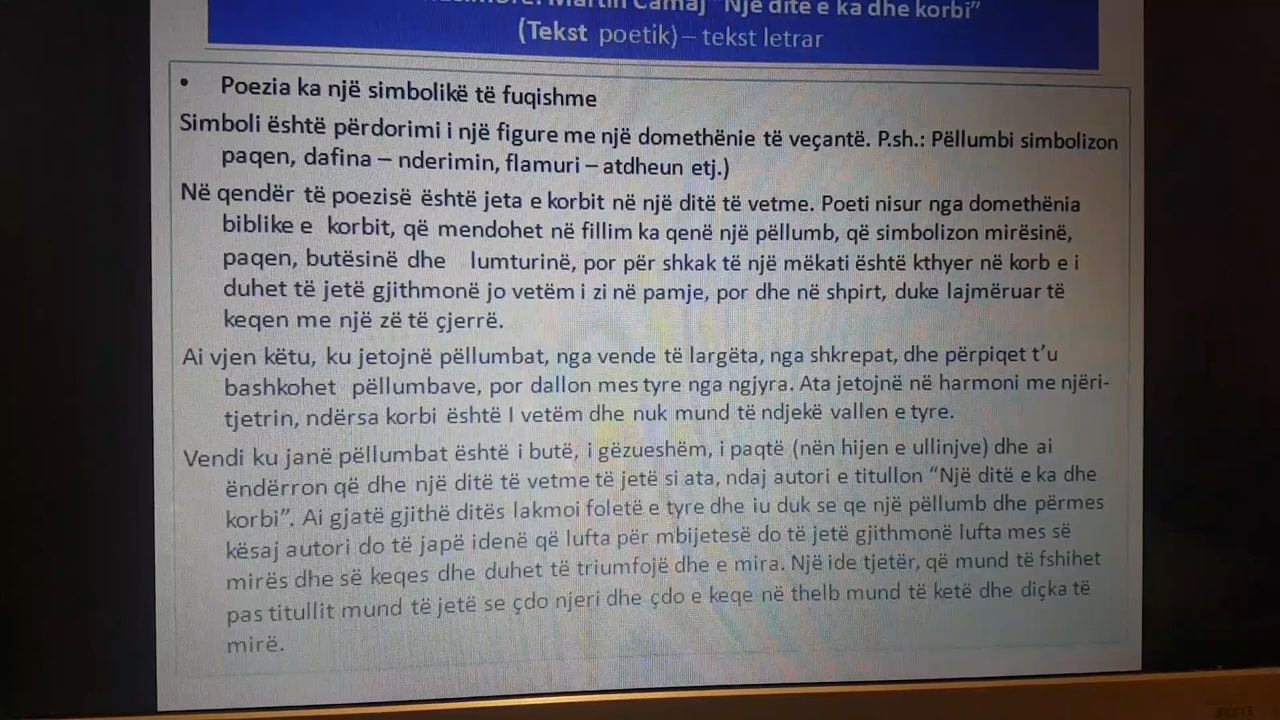 Martin Camaj "Një ditë e ka dhe korbi"
(Tekst poetik) – tekst letrar
• Poezia ka një simbolikë të fuqishme
Simboli është përdorimi i një figure me një domethënie të veçantë. P.sh.: Pëllumbi simbolizon
paqen, dafina – nderimin, flamuri – atdheun etj.)
Në qendër të poezisë është jeta e korbit në një ditë të vetme. Poeti nisur nga domethënia
biblike e korbit, që mendohet në fillim ka qenë një pëllumb, që simbolizon mirësinë,
paqen, butësinë dhe lumturinë, por për shkak të një mëkati është kthyer në korb e i
duhet të jetë gjithmonë jo vetëm i zi në pamje, por dhe në shpirt, duke lajmëruar të
keqen me një zë të çjerrë.
Ai vjen këtu, ku jetojnë pëllumbat, nga vende të largëta, nga shkrepat, dhe përpiqet t'u
bashkohet pëllumbave, por dallon mes tyre nga ngjyra. Ata jetojnë në harmoni me njëri-
tjetrin, ndërsa korbi është I vetëm dhe nuk mund të ndjekë vallen e tyre.
Vendi ku janë pëllumbat është i butë, i gëzueshëm, i paqtë (nën hijen e ullinjve) dhe ai
ëndërron që dhe një ditë të vetme të jetë si ata, ndaj autori e titullon "Një ditë e ka dhe
korbi". Ai gjatë gjithë ditës lakmoi foletë e tyre dhe iu duk se qe një pëllumb dhe përmes
kësaj autori do të japë idenë që lufta për mbijetesë do të jetë gjithmonë lufta mes së
mirës dhe së keqes dhe duhet të triumfojë dhe e mira. Një ide tjetër, që mund të fshihet
pas titullit mund të jetë se çdo njeri dhe çdo e keqe në thelb mund të ketë dhe diçka të
mirë.